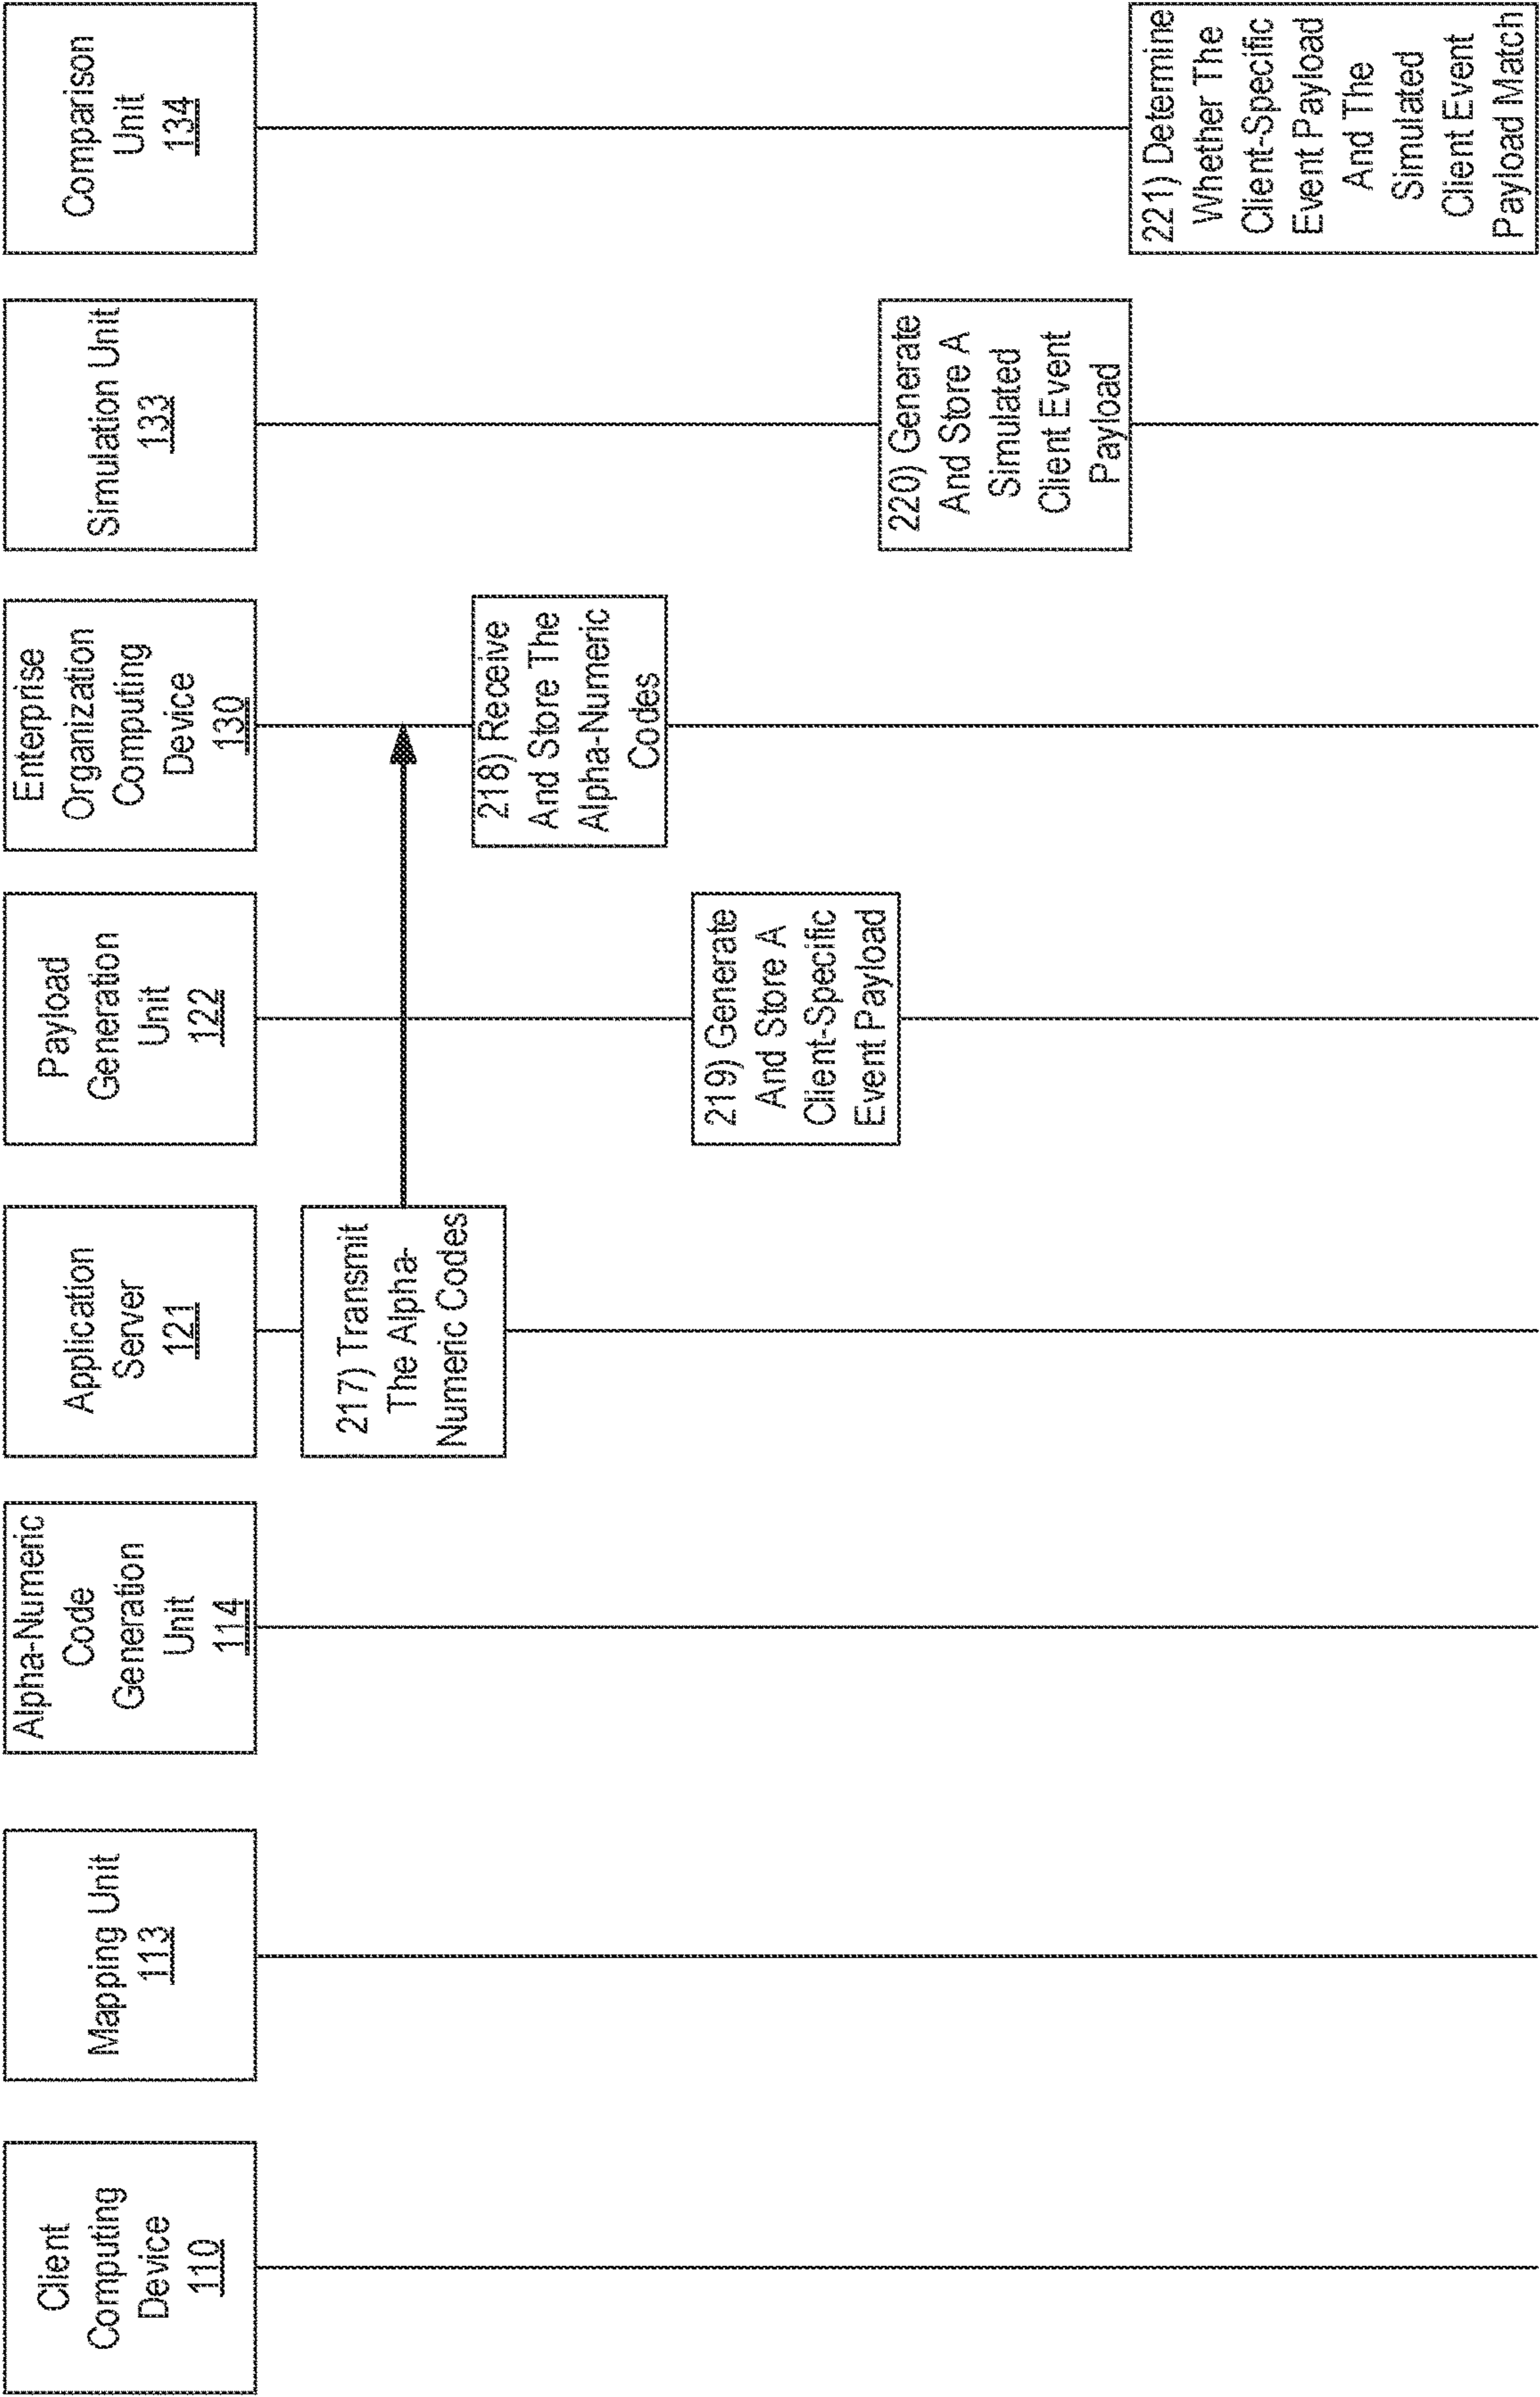 Client
Computing
Device
110
Mapping Unit
113
Alpha-Numeric
Code
Generation
Unit
114
Application
Server
121
Payload
Generation
Unit
122
Enterprise
Organization
Computing
Device
130
Simulation Unit
133
Comparison
Unit
134
217) Transmit
The Alpha-
Numeric Codes
218) Receive
And Store The
Alpha-Numeric
Codes
219) Generate
And Store A
Client-Specific
Event Payload
220) Generate
And Store A
Simulated
Client Event
Payload
221) Determine
Whether The
Client-Specific
Event Payload
And The
Simulated
Client Event
Payload Match